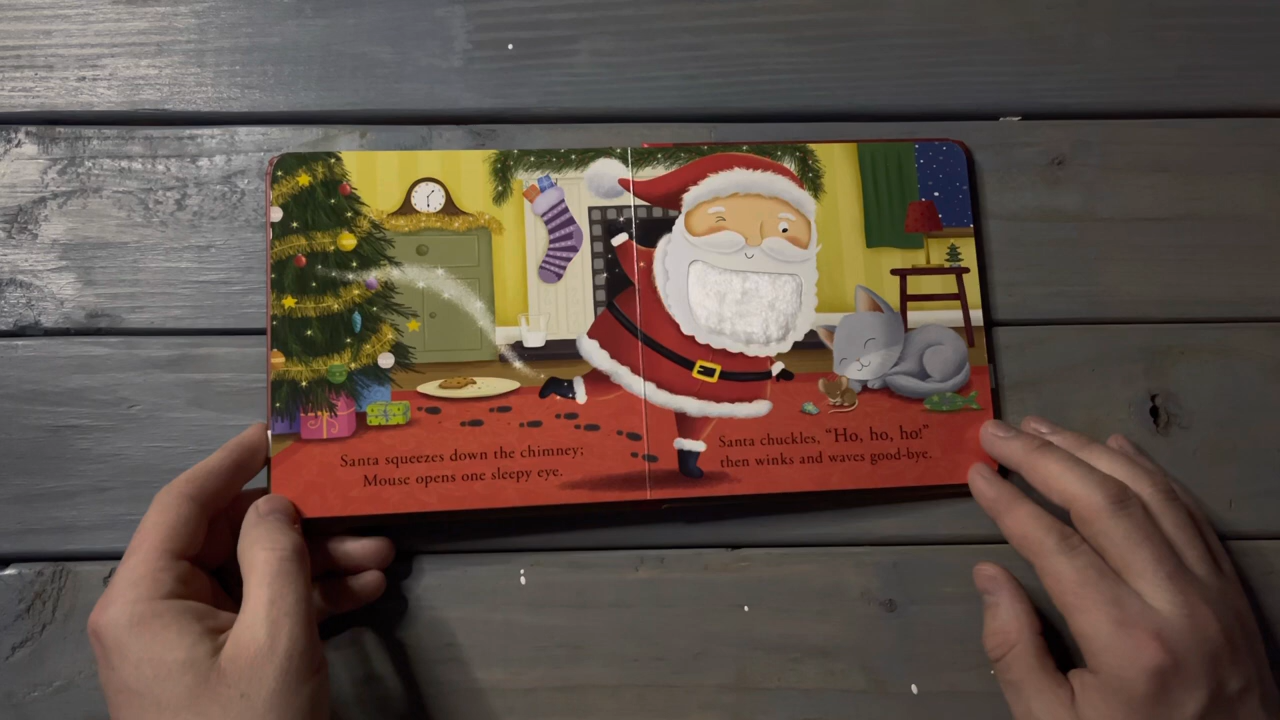 Santa squeezes down the chimney;
Mouse opens one sleepy eye.
Santa chuckles, “Ho, ho, ho!”
then winks and waves good-bye.